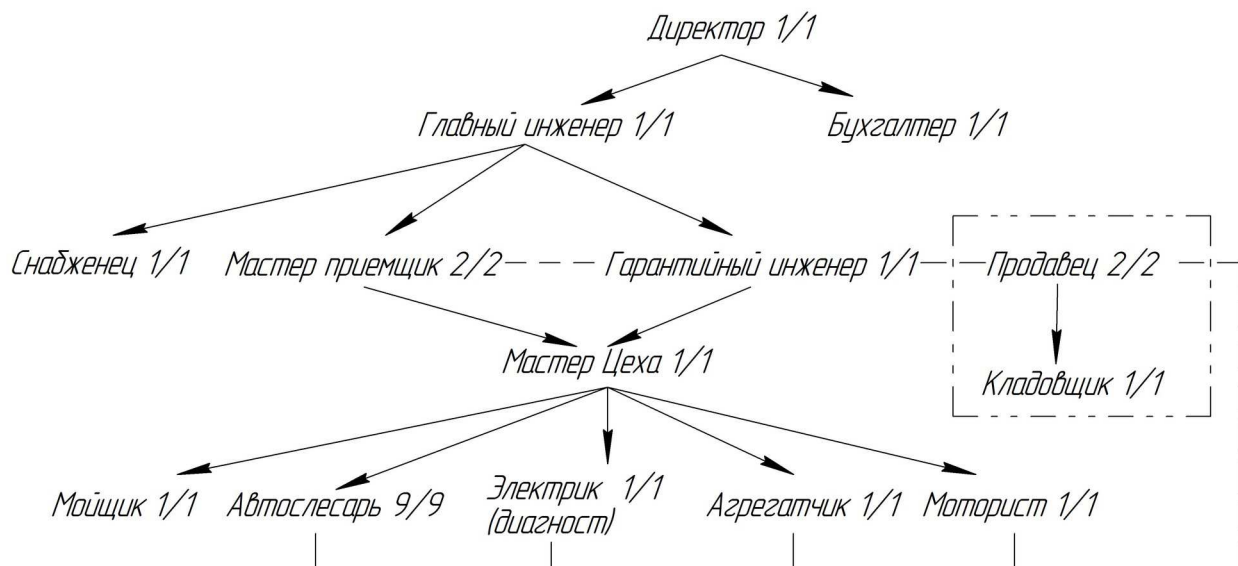 Директор 1/1
Главный инженер 1/1
Бухгалтер 1/1
Снабженец 1/1
Мастер приемщик 2/2
Гарантийный инженер 1/1
Продавец 2/2
Мастер Цеха 1/1
Кладовщик 1/1
Мойщик 1/1
Автослесарь 9/9
Электрик 1/1
(диагност)
Агрегатчик 1/1
Моторист 1/1